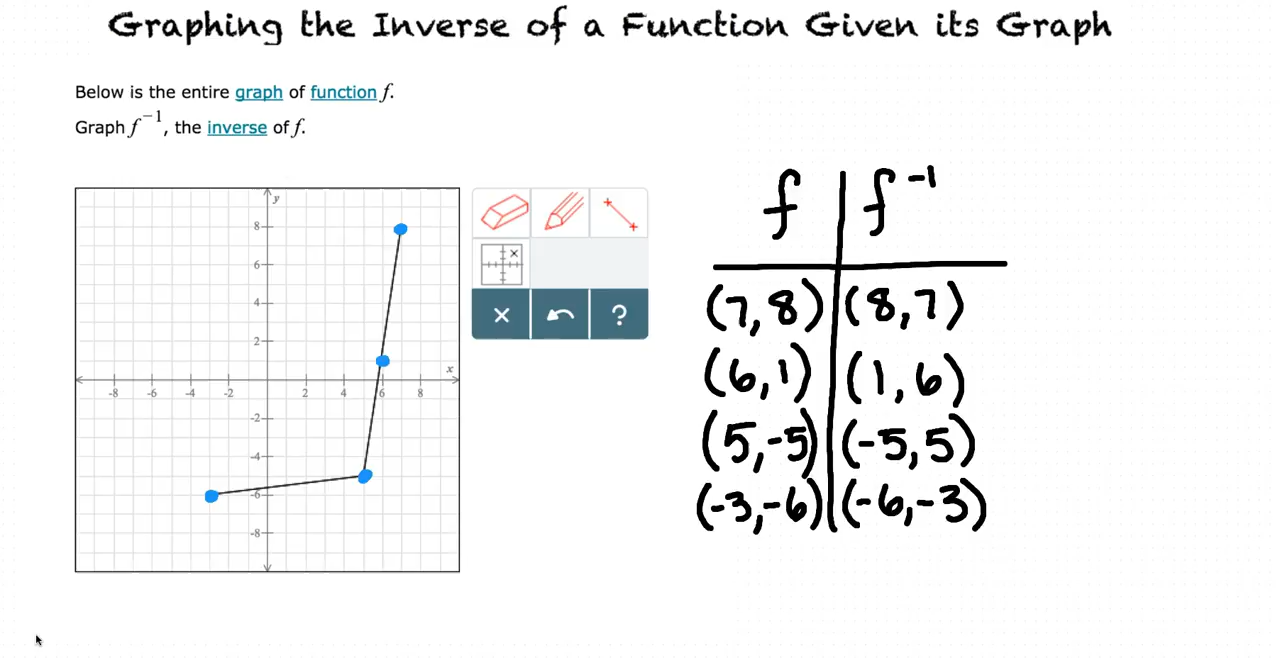 Graphing the Inverse of a Function Given its Graph
Below is the entire graph of function f.
Graph f⁻¹, the inverse of f.
y
8
6
4
2
x
-8 -6 -4 -2 2 4 6 8
-2
-4
-6
-8
×
× ?
f f⁻¹
(7,8) (8,7)
(6,1) (1,6)
(5,-5) (-5,5)
(-3,-6) (-6,-3)